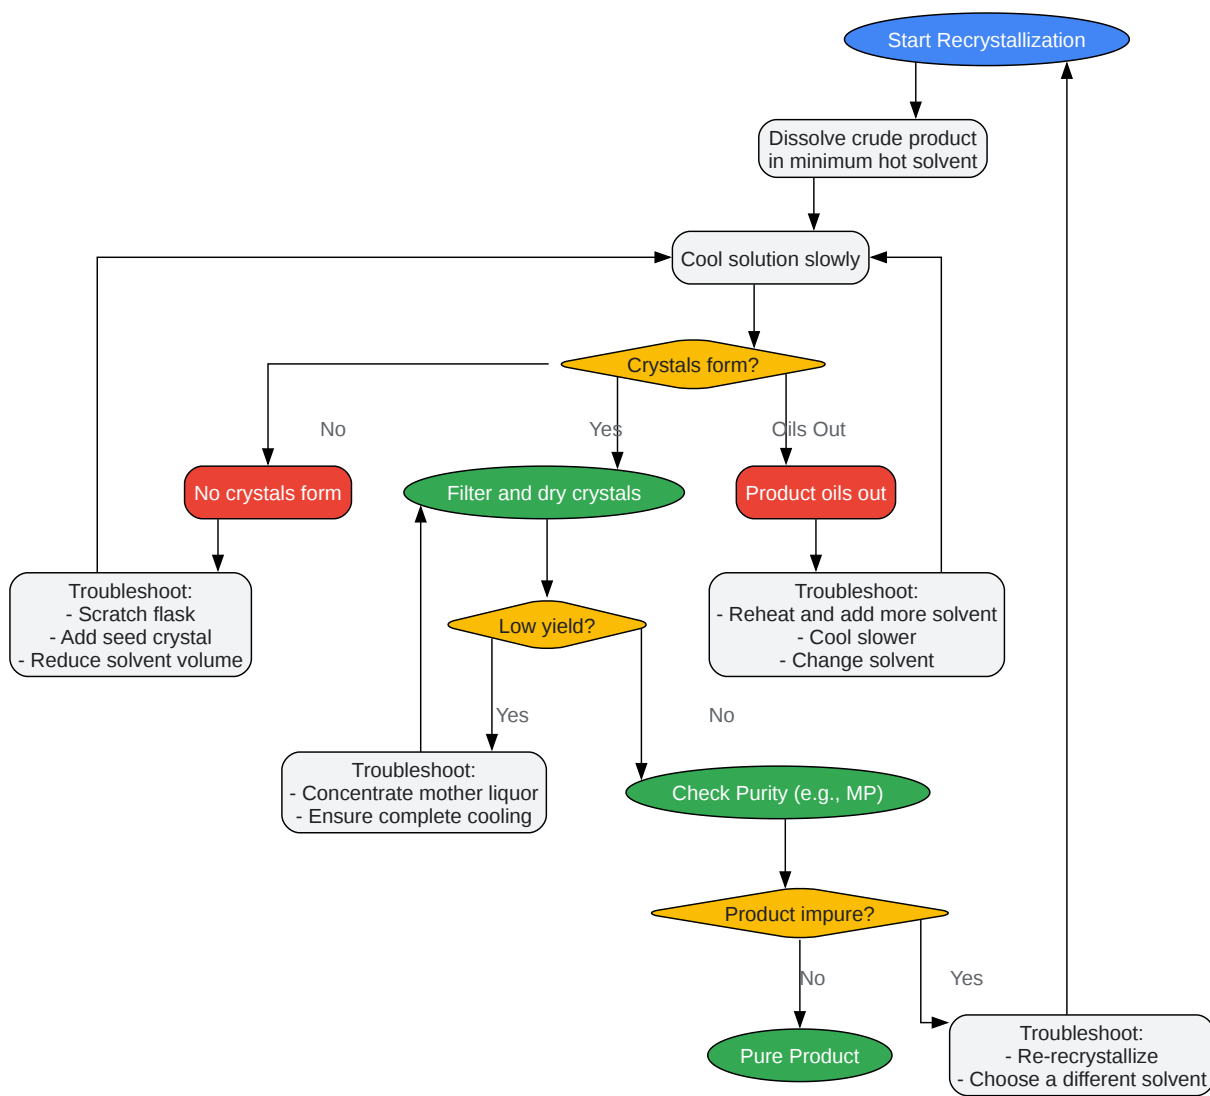 Start Recrystallization
Dissolve crude product
in minimum hot solvent
Cool solution slowly
Crystals form?
No
Yes
Oils Out
No crystals form
Filter and dry crystals
Product oils out
Troubleshoot:
- Scratch flask
- Add seed crystal
- Reduce solvent volume
Troubleshoot:
- Reheat and add more solvent
- Cool slower
- Change solvent
Low yield?
Yes
No
Troubleshoot:
- Concentrate mother liquor
- Ensure complete cooling
Check Purity (e.g., MP)
Product impure?
No
Yes
Pure Product
Troubleshoot:
- Re-recrystallize
- Choose a different solvent